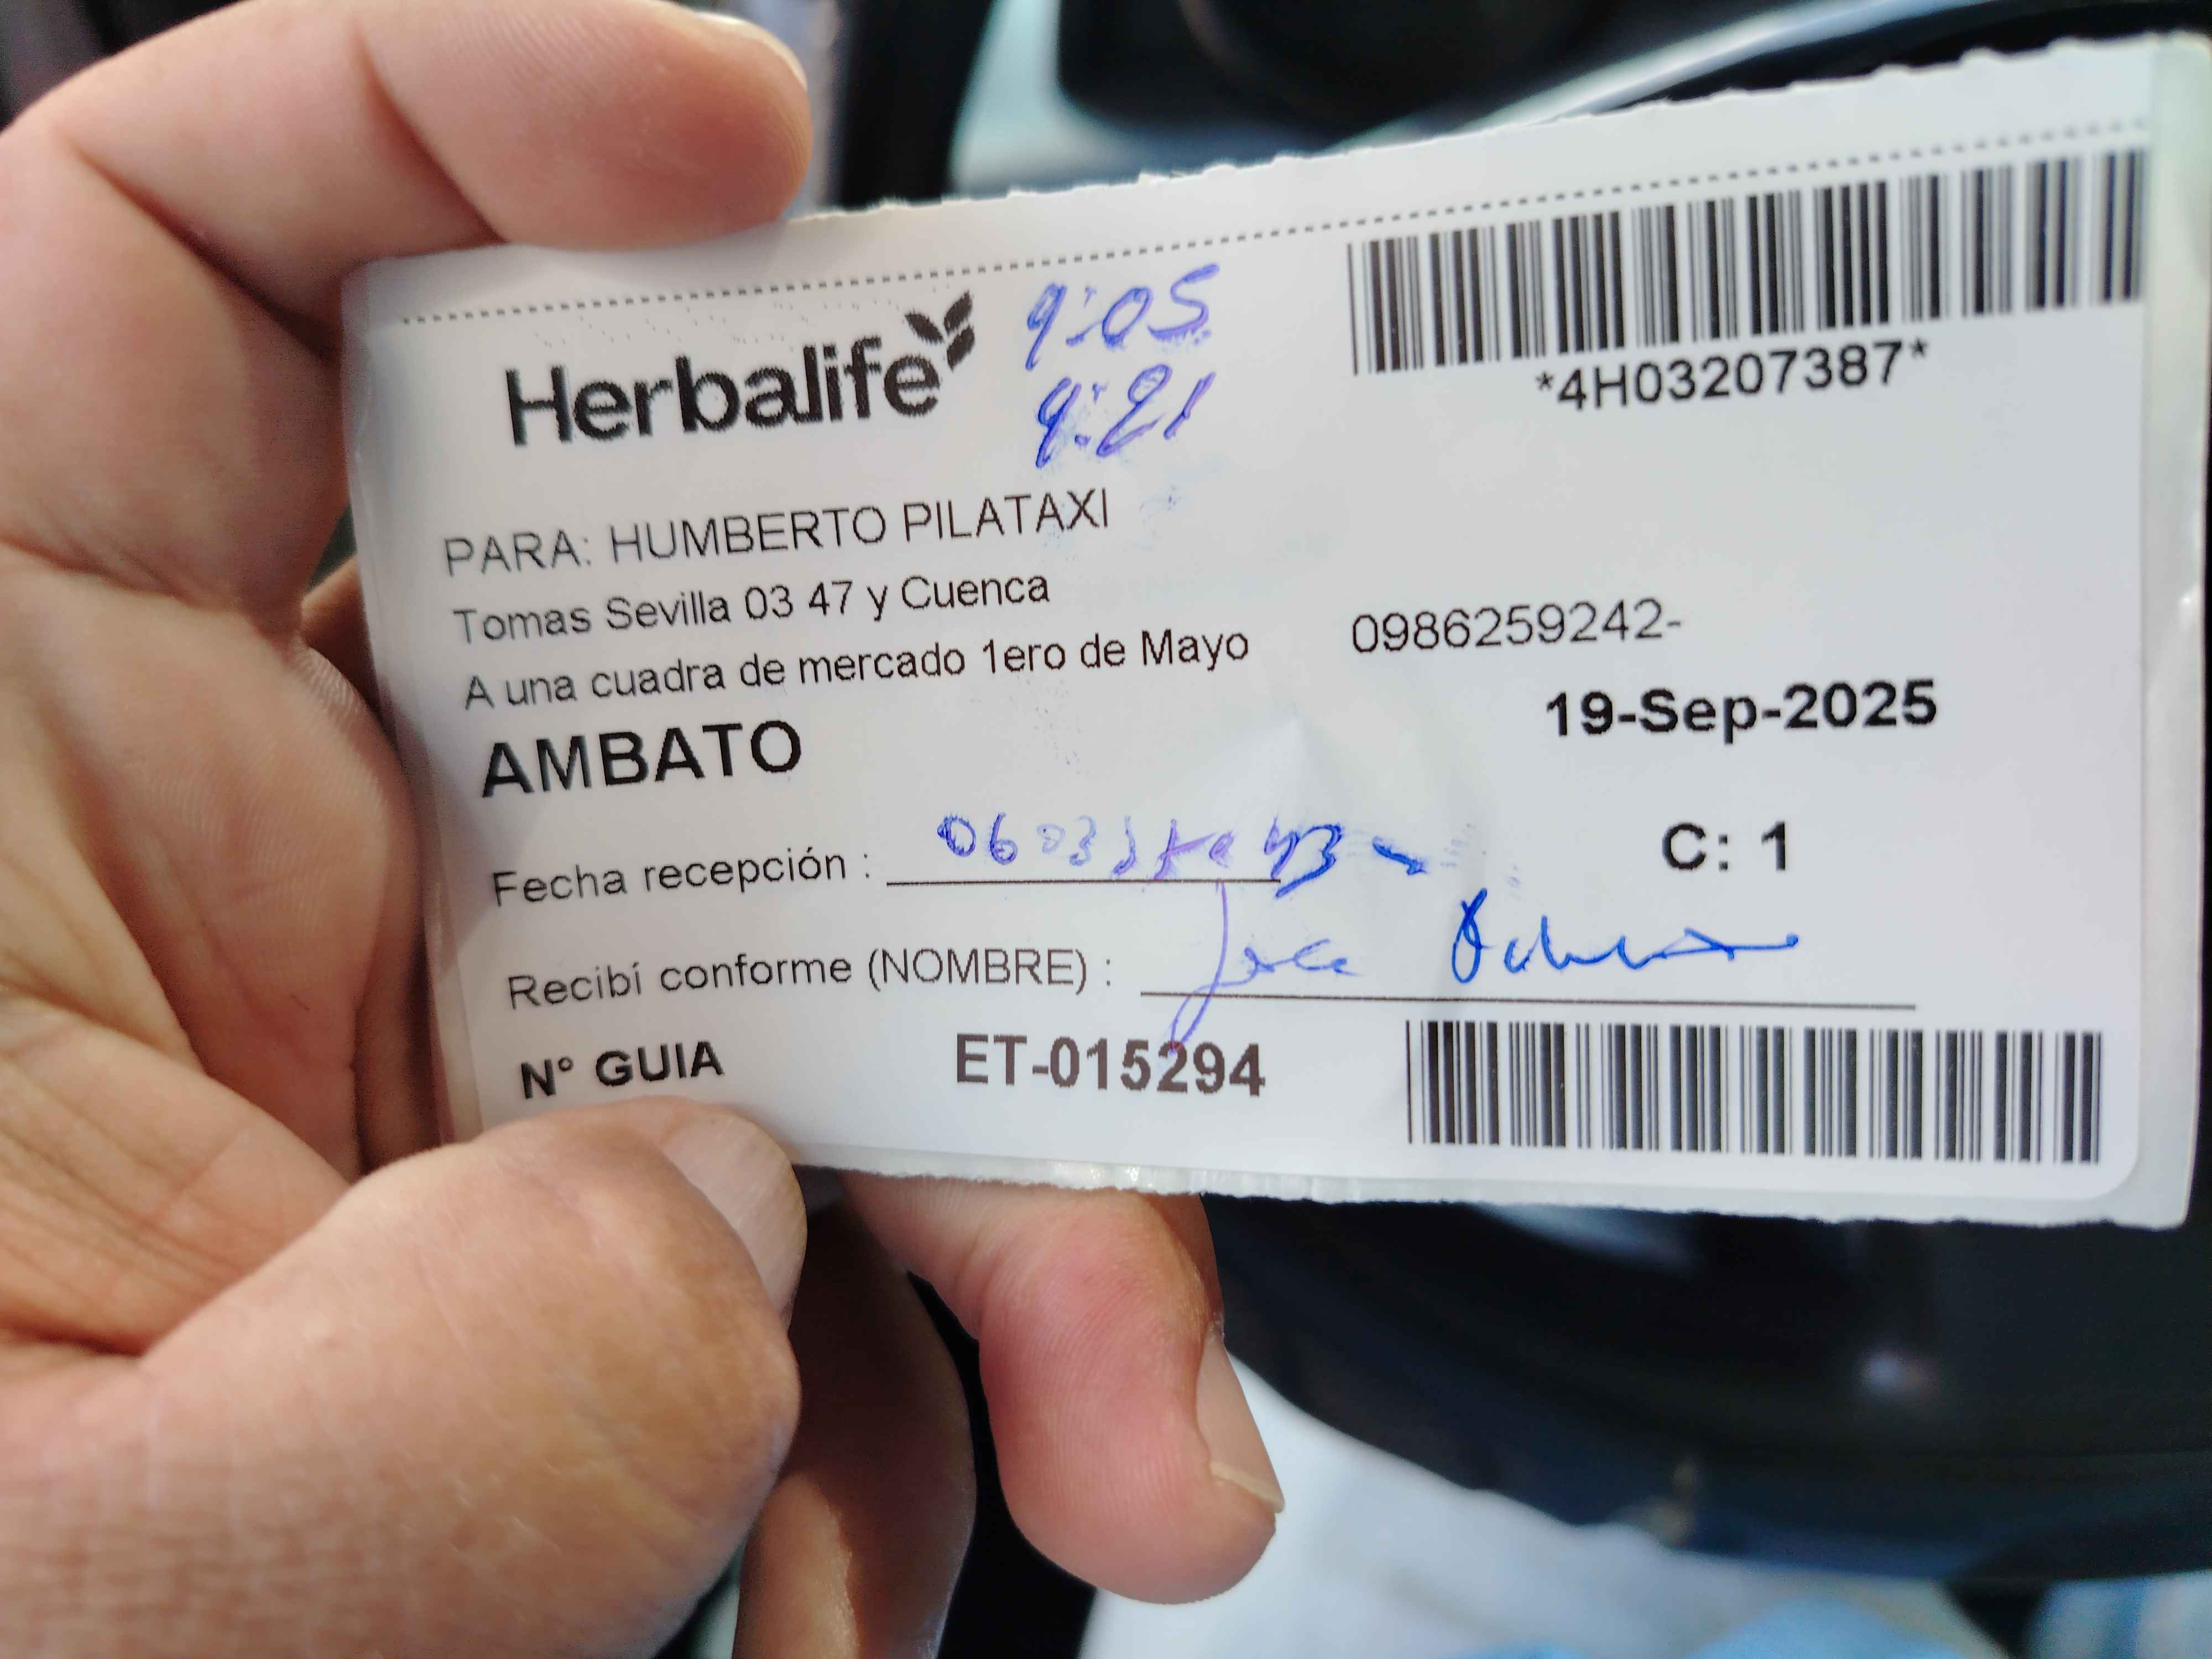 Herbalife
9:05
9:21
*4H03207387*
PARA: HUMBERTO PILATAXI
Tomas Sevilla 03 47 y Cuenca
A una cuadra de mercado 1ero de Mayo
0986259242-
AMBATO
19-Sep-2025
Fecha recepción :
C: 1
Recibí conforme (NOMBRE) :
N° GUIA ET-015294